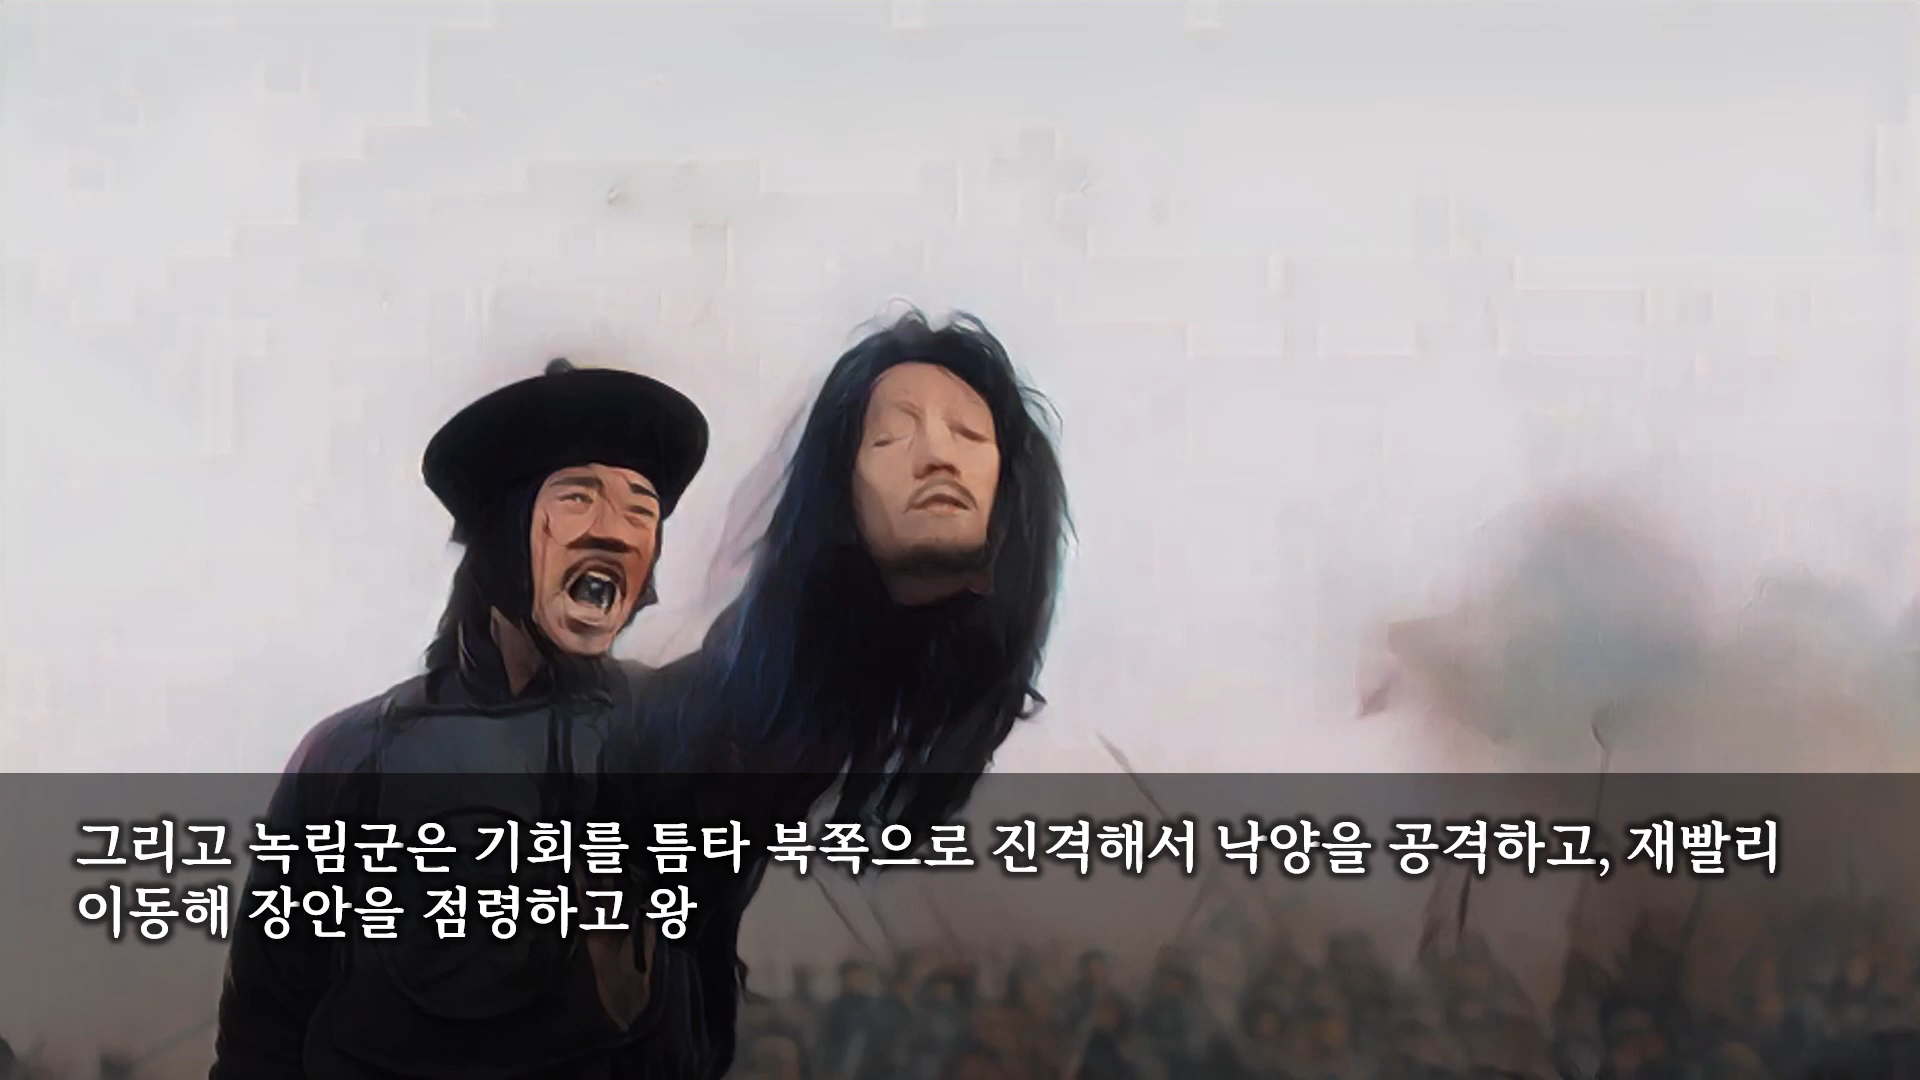 그리고 녹림군은 기회를 틈타 북쪽으로 진격해서 낙양을 공격하고, 재빨리
이동해 장안을 점령하고 왕